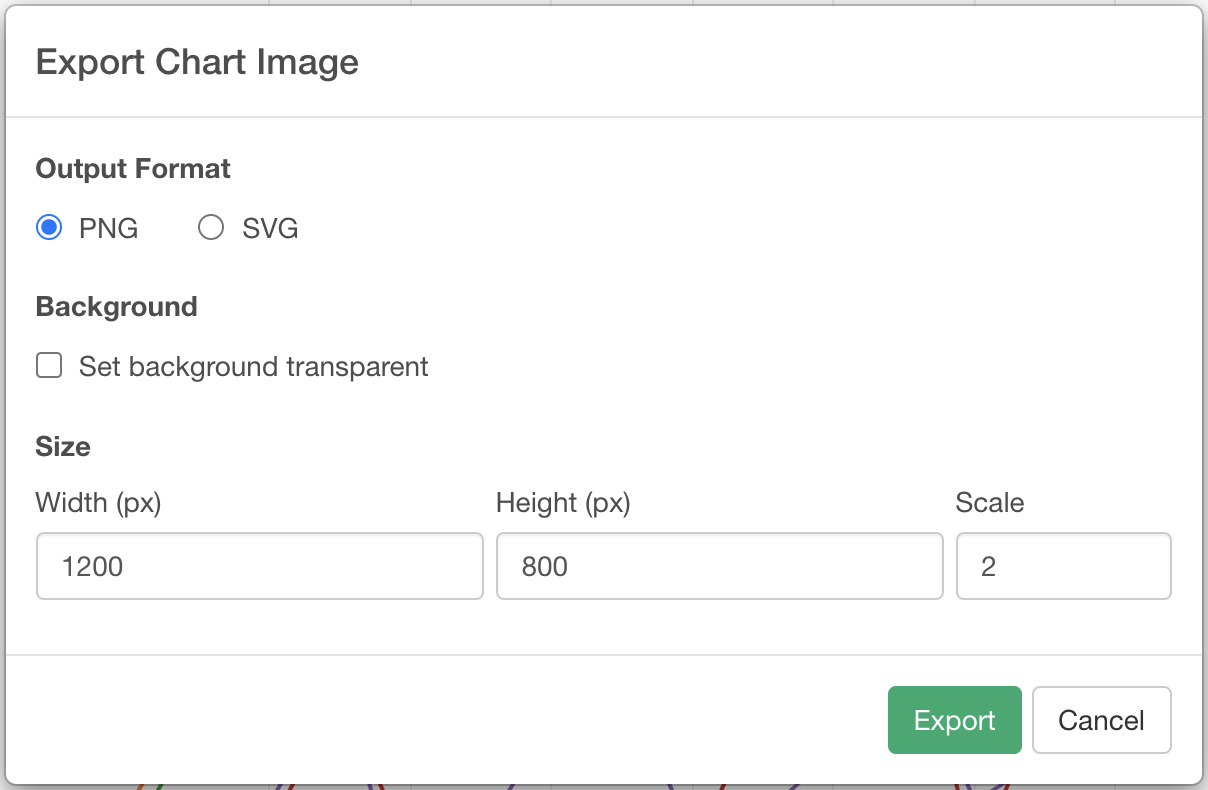 Export Chart Image
Output Format
PNG SVG
Background
Set background transparent
Size
Width (px) Height (px) Scale
1200 800 2
Export Cancel